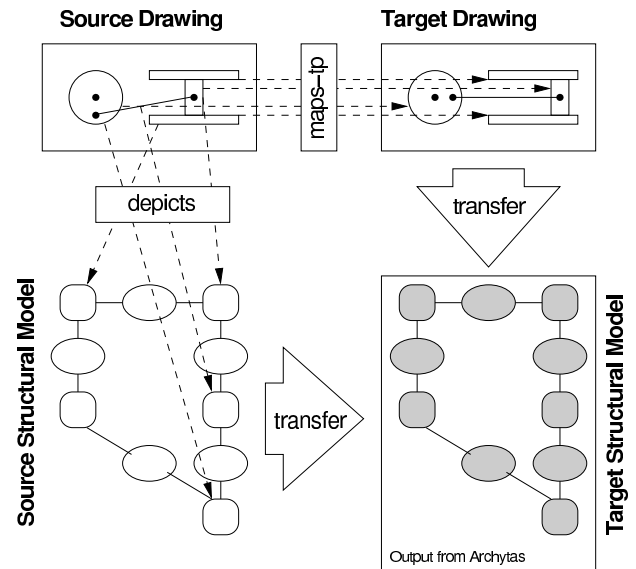 Source Drawing
Target Drawing
maps-tp
depicts
transfer
Source Structural Model
transfer
Target Structural Model
Output from Archytas